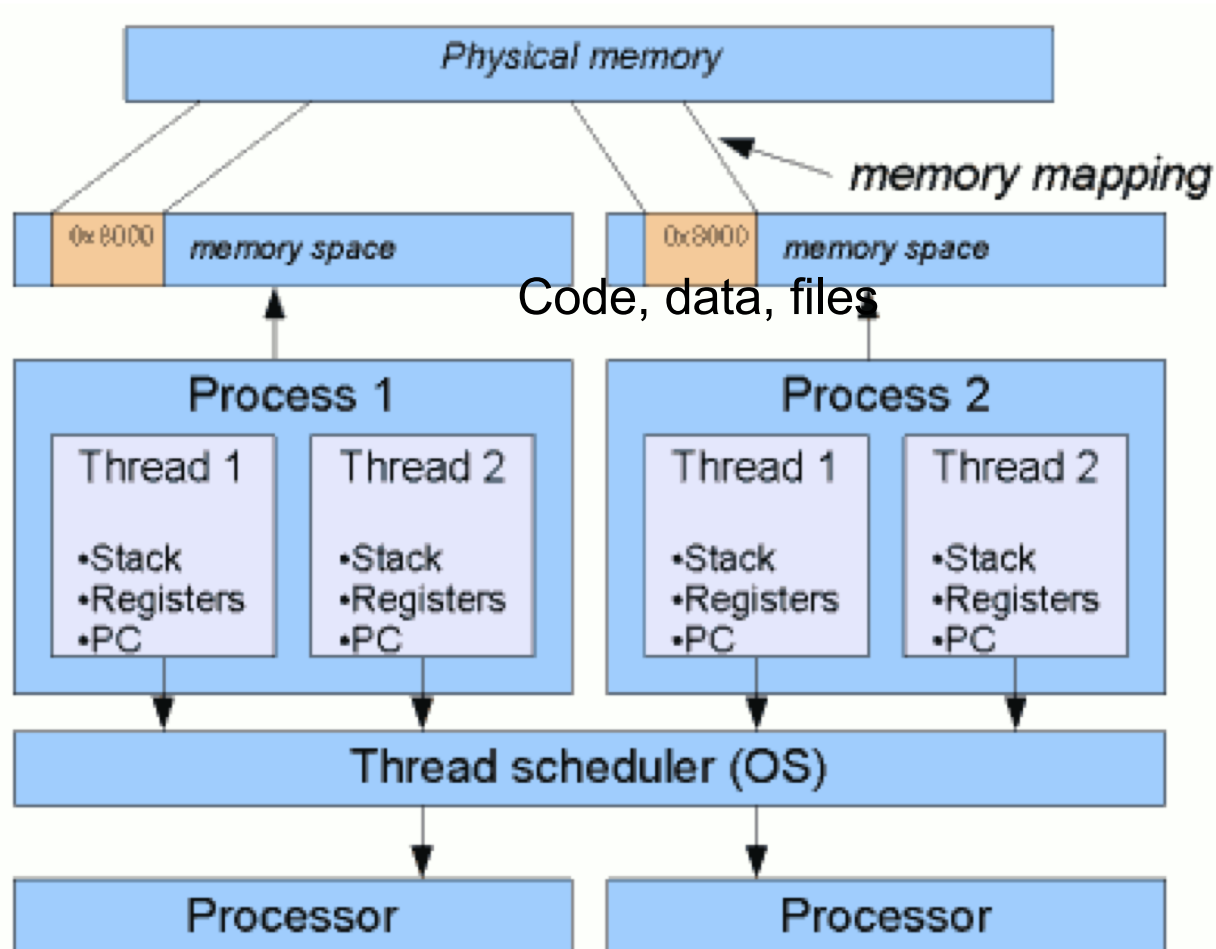 Physical memory
memory mapping
0x8000 memory space
0x8000 memory space
Code, data, files
Process 1
Process 2
Thread 1
Thread 2
Thread 1
Thread 2
•Stack
•Registers
•PC
•Stack
•Registers
•PC
•Stack
•Registers
•PC
•Stack
•Registers
•PC
Thread scheduler (OS)
Processor
Processor